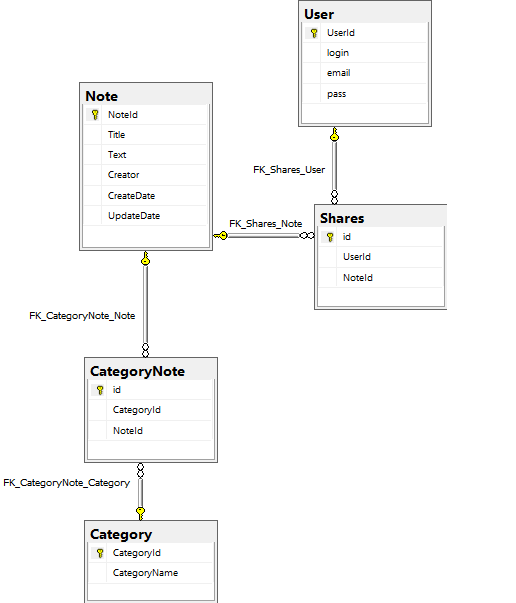 User
UserId
login
email
pass
Note
NoteId
Title
Text
Creator
CreateDate
UpdateDate
FK_Shares_User
FK_Shares_Note
Shares
id
UserId
NoteId
FK_CategoryNote_Note
CategoryNote
id
CategoryId
NoteId
FK_CategoryNote_Category
Category
CategoryId
CategoryName